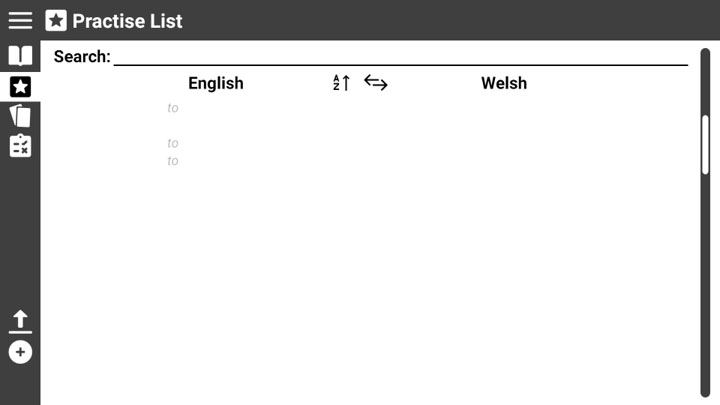 Practise List
Search:
English A Z Welsh
to
to
to